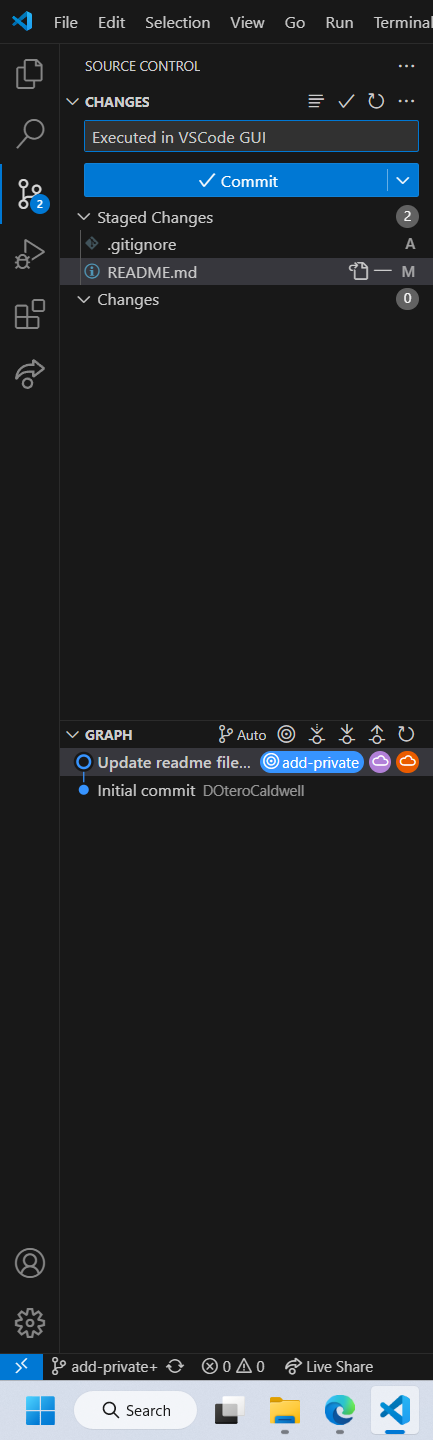 File Edit Selection View Go Run Terminal
SOURCE CONTROL
CHANGES
Executed in VSCode GUI
Commit
2
Staged Changes 2
.gitignore A
README.md M
Changes 0
GRAPH Auto
Update readme file... add-private
Initial commit DOteroCaldwell
add-private+ 0 0 Live Share
Search